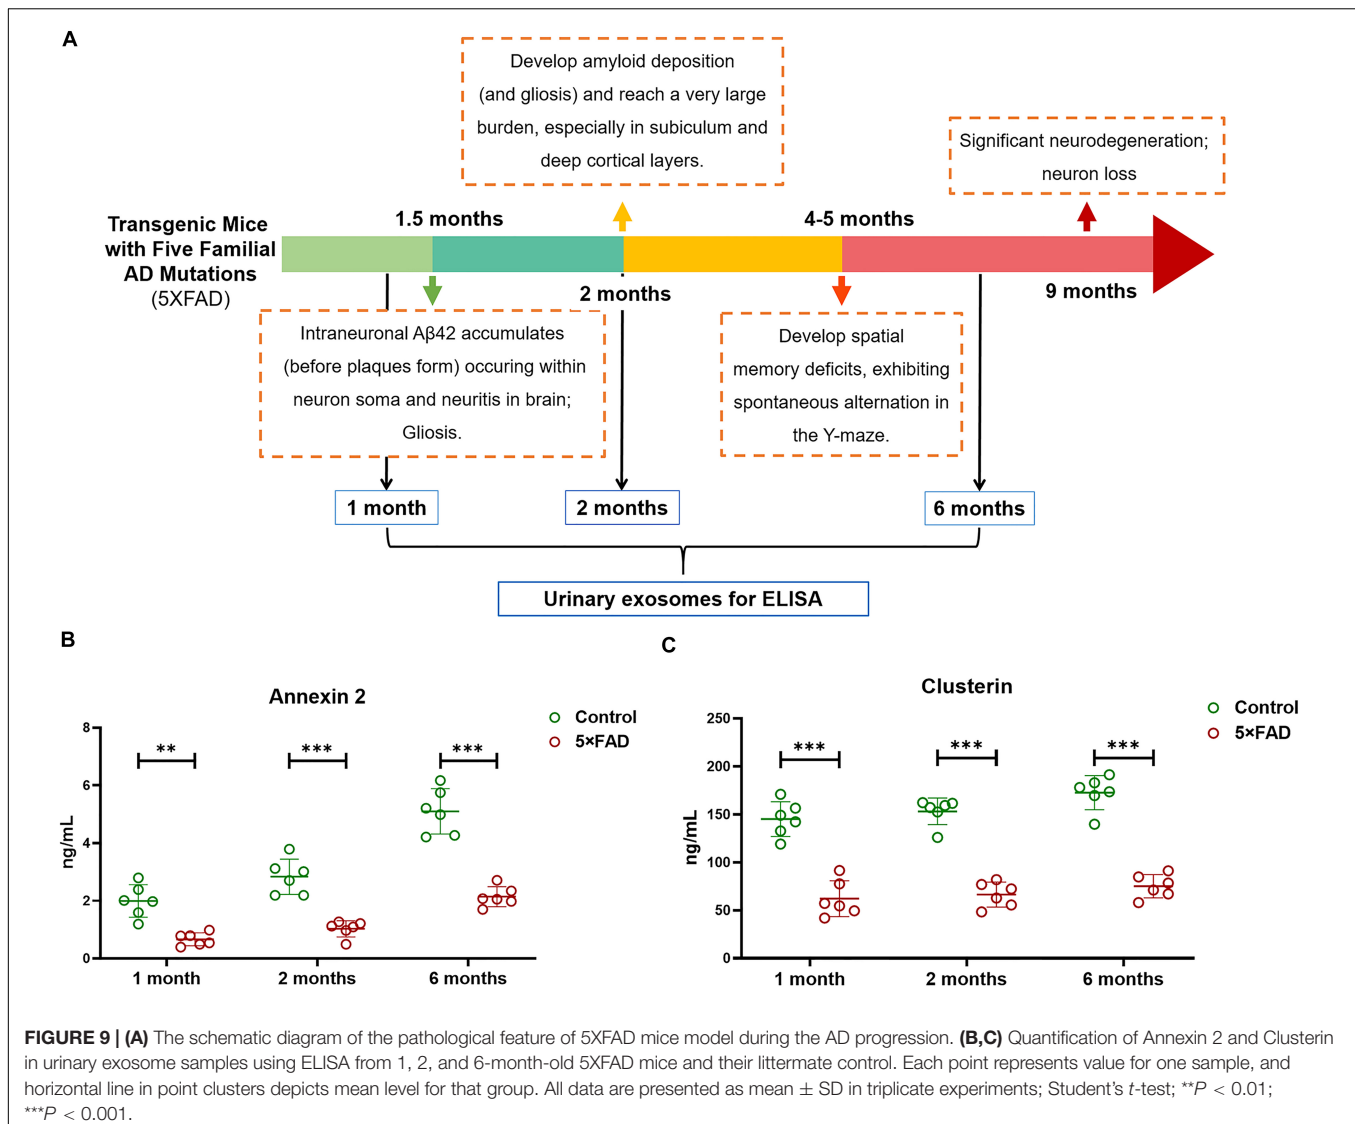 A
Develop amyloid deposition
(and gliosis) and reach a very large
burden, especially in subiculum and
deep cortical layers.
Significant neurodegeneration;
neuron loss
Transgenic Mice
with Five Familial
AD Mutations
(5XFAD)
1.5 months
4-5 months
2 months
9 months
Intraneuronal Aβ42 accumulates
(before plaques form) occuring within
neuron soma and neuritis in brain;
Gliosis.
Develop spatial
memory deficits, exhibiting
spontaneous alternation in
the Y-maze.
1 month
2 months
6 months
Urinary exosomes for ELISA
B
Annexin 2
Control
5×FAD
ng/mL
8
6
4
2
0
**
***
***
1 month
2 months
6 months
C
Clusterin
Control
5×FAD
ng/mL
250
200
150
100
50
0
***
***
***
1 month
2 months
6 months
FIGURE 9 | (A) The schematic diagram of the pathological feature of 5XFAD mice model during the AD progression. (B,C) Quantification of Annexin 2 and Clusterin
in urinary exosome samples using ELISA from 1, 2, and 6-month-old 5XFAD mice and their littermate control. Each point represents value for one sample, and
horizontal line in point clusters depicts mean level for that group. All data are presented as mean ± SD in triplicate experiments; Student's t-test; **P < 0.01;
***P < 0.001.